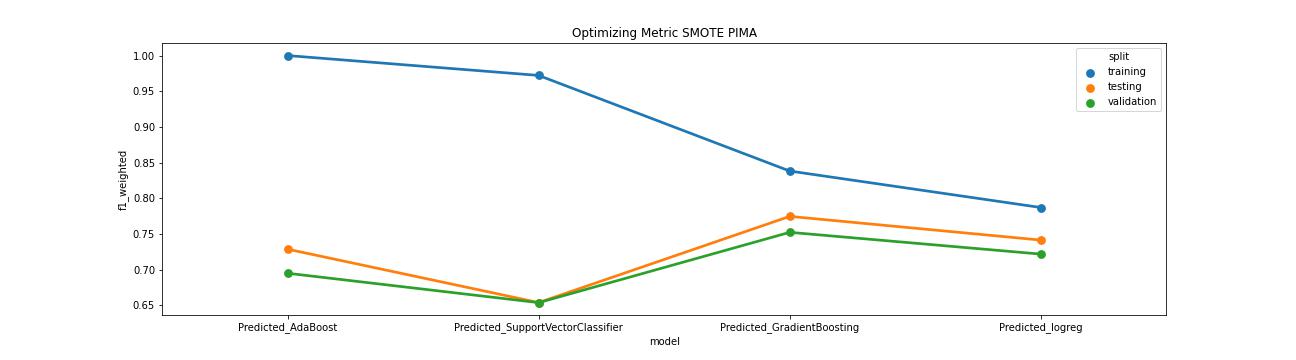 Optimizing Metric SMOTE PIMA
split
training
testing
validation
f1_weighted
1.00
0.95
0.90
0.85
0.80
0.75
0.70
0.65
Predicted_AdaBoost Predicted_SupportVectorClassifier Predicted_GradientBoosting Predicted_logreg
model